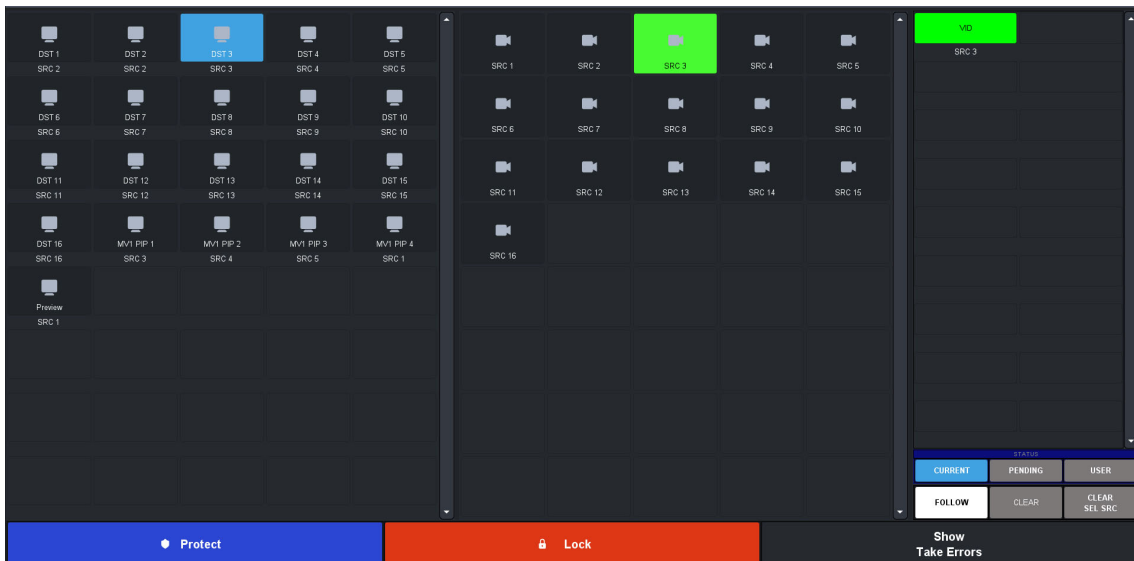 DST 1 DST 2 DST 3 DST 4 DST 5
SRC 2 SRC 2 SRC 3 SRC 4 SRC 5
DST 6 DST 7 DST 8 DST 9 DST 10
SRC 6 SRC 7 SRC 8 SRC 9 SRC 10
DST 11 DST 12 DST 13 DST 14 DST 15
SRC 11 SRC 12 SRC 13 SRC 14 SRC 15
DST 16 MV1 PIP 1 MV1 PIP 2 MV1 PIP 3 MV1 PIP 4
SRC 16 SRC 3 SRC 4 SRC 5 SRC 1
Preview
SRC 1
SRC 1 SRC 2 SRC 3 SRC 4 SRC 5
SRC 6 SRC 7 SRC 8 SRC 9 SRC 10
SRC 11 SRC 12 SRC 13 SRC 14 SRC 15
SRC 16
VID
SRC 3
STATUS
CURRENT PENDING USER
FOLLOW CLEAR CLEAR
SEL SRC
Protect Lock Show
Take Errors